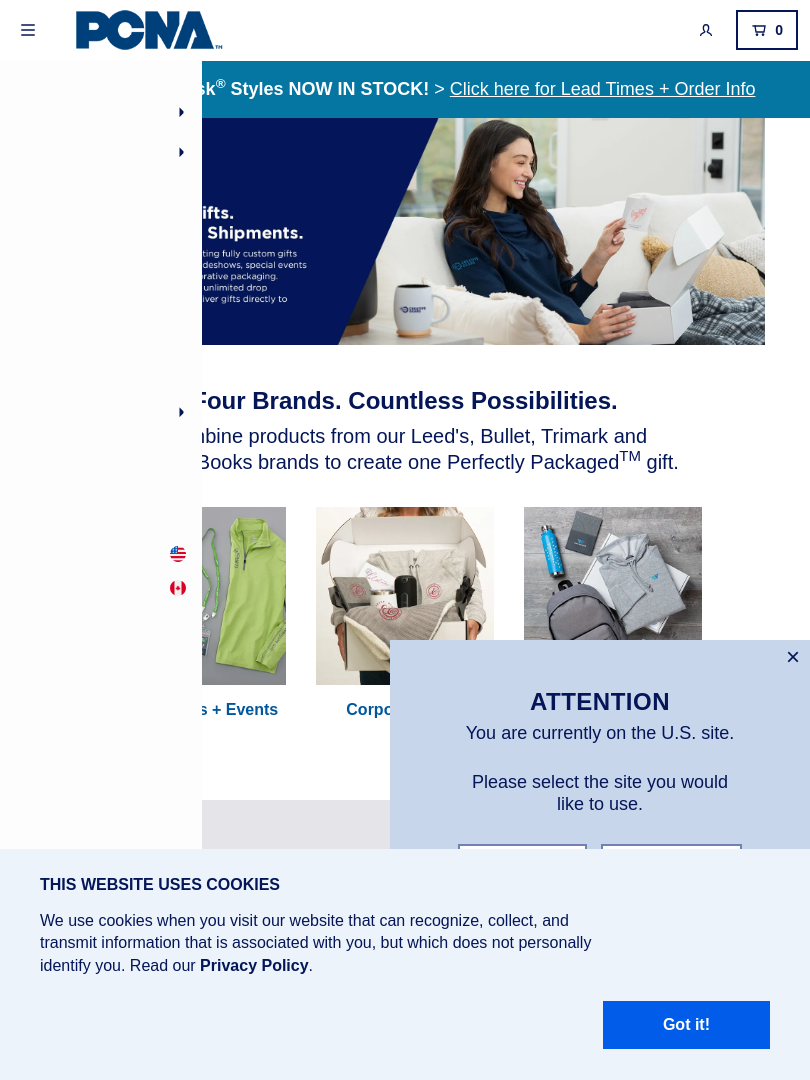 PCNA™
0
sk® Styles NOW IN STOCK! > Click here for Lead Times + Order Info
ifts.
Shipments.
ting fully custom gifts
deshows, special events
orative packaging.
unlimited drop
iver gifts directly to
Four Brands. Countless Possibilities.
nbine products from our Leed's, Bullet, Trimark and
Books brands to create one Perfectly Packaged™ gift.
s + Events
Corpo
ATTENTION
You are currently on the U.S. site.
Please select the site you would
like to use.
THIS WEBSITE USES COOKIES
We use cookies when you visit our website that can recognize, collect, and
transmit information that is associated with you, but which does not personally
identify you. Read our Privacy Policy.
Got it!